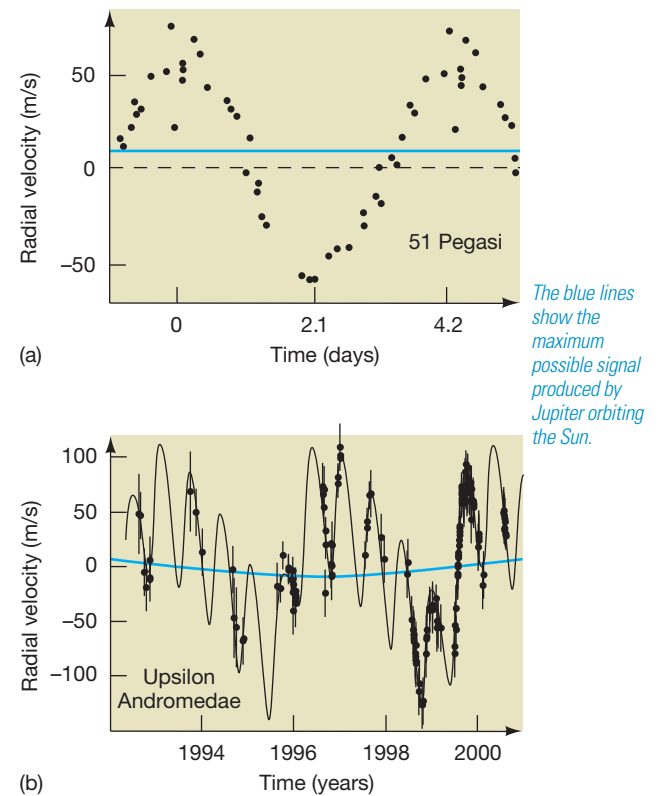 50
0
−50
Radial velocity (m/s)
51 Pegasi
0 2.1 4.2
Time (days)
(a)
The blue lines
show the
maximum
possible signal
produced by
Jupiter orbiting
the Sun.
100
50
0
−50
−100
Radial velocity (m/s)
Upsilon
Andromedae
1994 1996 1998 2000
Time (years)
(b)